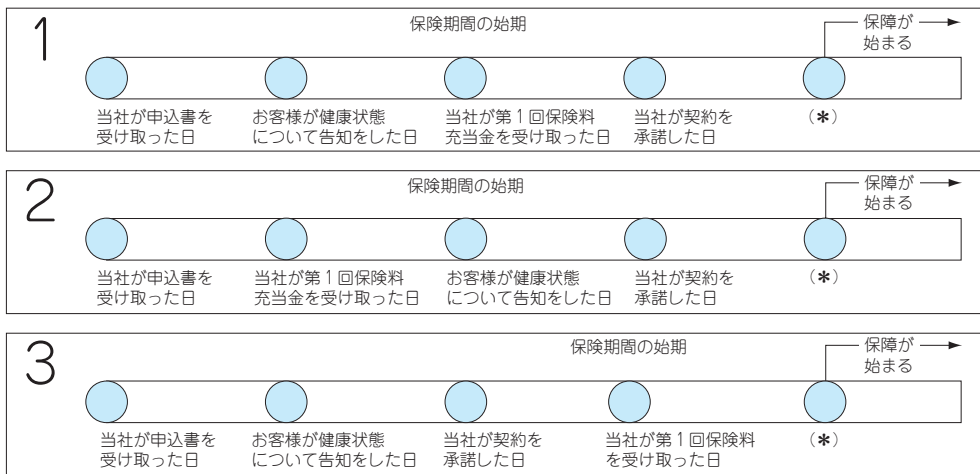 1
保険期間の始期
保障が
始まる
当社が申込書を
受け取った日
お客様が健康状態
について告知をした日
当社が第1回保険料
充当金を受け取った日
当社が契約を
承諾した日
(*)
2
保険期間の始期
保障が
始まる
当社が申込書を
受け取った日
当社が第1回保険料
充当金を受け取った日
お客様が健康状態
について告知をした日
当社が契約を
承諾した日
(*)
3
保険期間の始期
保障が
始まる
当社が申込書を
受け取った日
お客様が健康状態
について告知をした日
当社が契約を
承諾した日
当社が第1回保険料
を受け取った日
(*)